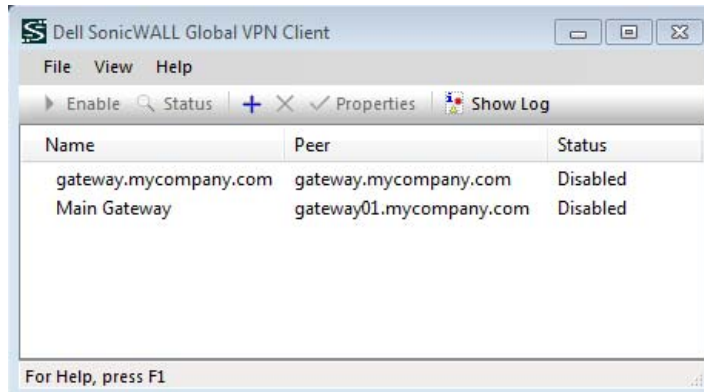 Dell SonicWALL Global VPN Client
File View Help
Enable Status Properties Show Log
Name Peer Status
gateway.mycompany.com gateway.mycompany.com Disabled
Main Gateway gateway01.mycompany.com Disabled
For Help, press F1